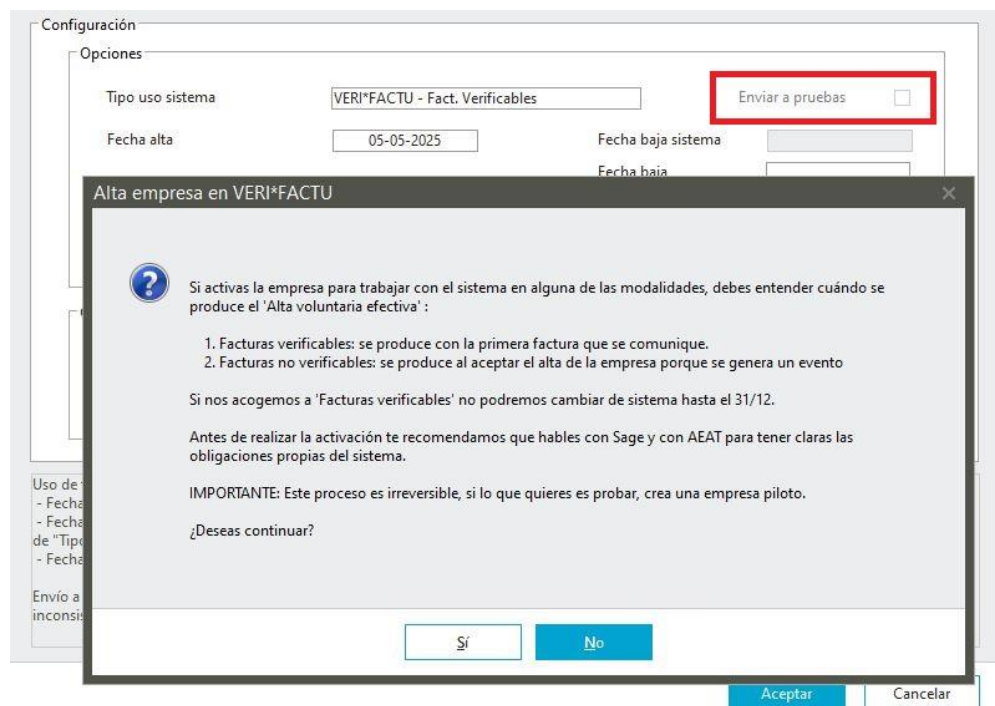 Configuración
Opciones
Tipo uso sistema VERI*FACTU - Fact. Verificables Enviar a pruebas
Fecha alta 05-05-2025 Fecha baja sistema
Fecha baja
Alta empresa en VERI*FACTU
Si activas la empresa para trabajar con el sistema en alguna de las modalidades, debes entender cuándo se
produce el 'Alta voluntaria efectiva' :
1. Facturas verificables: se produce con la primera factura que se comunique.
2. Facturas no verificables: se produce al aceptar el alta de la empresa porque se genera un evento
Si nos acogemos a 'Facturas verificables' no podremos cambiar de sistema hasta el 31/12.
Antes de realizar la activación te recomendamos que hables con Sage y con AEAT para tener claras las
obligaciones propias del sistema.
IMPORTANTE: Este proceso es irreversible, si lo que quieres es probar, crea una empresa piloto.
¿Deseas continuar?
Uso de
- Fecha
- Fecha
de "Tipo
- Fecha
Envío a
Sí No
Aceptar Cancelar